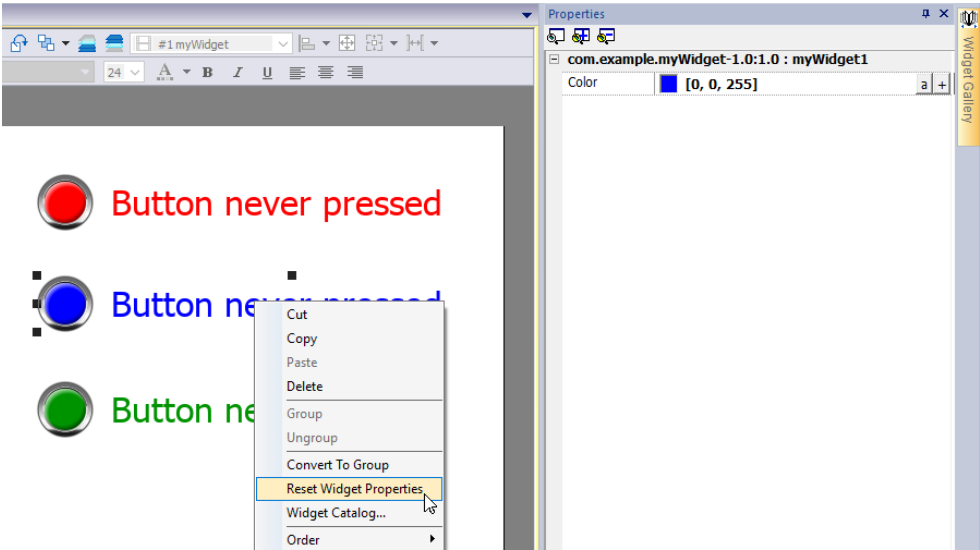 Properties
#1 myWidget
24
A
B
I
U
com.example.myWidget-1.0:1.0 : myWidget1
Color
[0, 0, 255]
a
+
Widget Gallery
Button never pressed
Button never pressed
Button ne
Cut
Copy
Paste
Delete
Group
Ungroup
Convert To Group
Reset Widget Properties
Widget Catalog...
Order